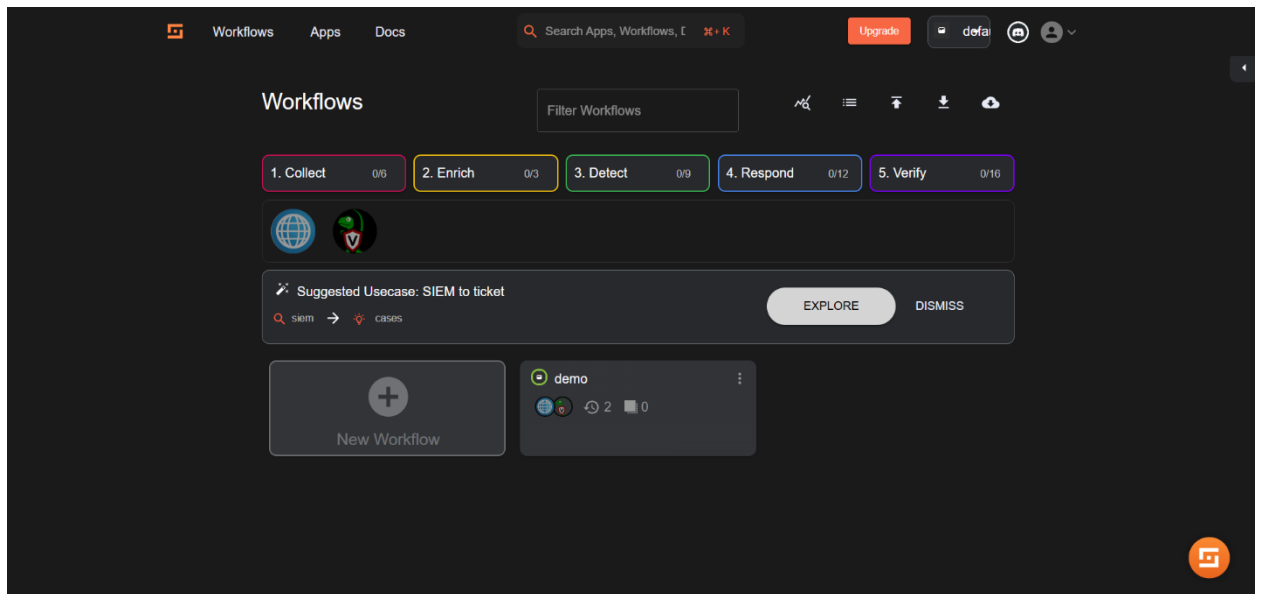 Workflows Apps Docs Search Apps, Workflows, D ⌘+ K Upgrade defau
Workflows Filter Workflows
1. Collect 0/6 2. Enrich 0/3 3. Detect 0/9 4. Respond 0/12 5. Verify 0/16
V
Suggested Usecase: SIEM to ticket
siem → cases
EXPLORE DISMISS
demo
2 0
New Workflow